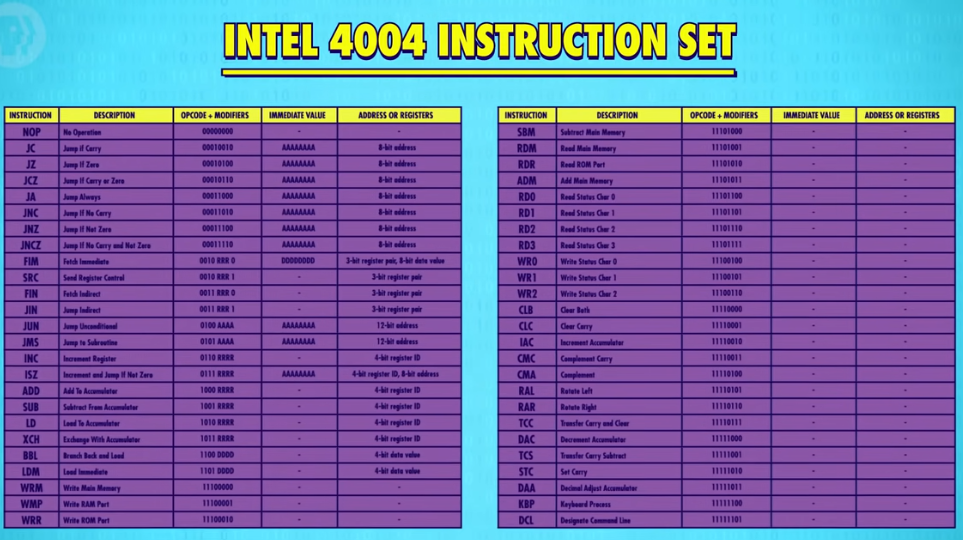 INTEL 4004 INSTRUCTION SET
INSTRUCTION DESCRIPTION OPCODE + MODIFIERS IMMEDIATE VALUE ADDRESS OR REGISTERS
NOP No Operation 00000000 - -
JC Jump if Carry 00010010 AAAAAAAA 8-bit address
JZ Jump If Zero 00010100 AAAAAAAA 8-bit address
JCZ Jump If Carry or Zero 00010110 AAAAAAAA 8-bit address
JA Jump Always 00011000 AAAAAAAA 8-bit address
JNC Jump If No Carry 00011010 AAAAAAAA 8-bit address
JNZ Jump If Not Zero 00011100 AAAAAAAA 8-bit address
JNCZ Jump If No Carry and Not Zero 00011110 AAAAAAAA 8-bit address
FIM Fetch Immediate 0010 RRR 0 DDDDDDDD 3-bit register pair, 8-bit data value
SRC Send Register Control 0010 RRR 1 - 3-bit register pair
FIN Fetch Indirect 0011 RRR 0 - 3-bit register pair
JIN Jump Indirect 0011 RRR 1 - 3-bit register pair
JUN Jump Unconditional 0100 AAAA AAAAAAAA 12-bit address
JMS Jump to Subroutine 0101 AAAA AAAAAAAA 12-bit address
INC Increment Register 0110 RRRR - 4-bit register ID
ISZ Increment and Jump If Not Zero 0111 RRRR AAAAAAAA 4-bit register ID, 8-bit address
ADD Add To Accumulator 1000 RRRR - 4-bit register ID
SUB Subtract From Accumulator 1001 RRRR - 4-bit register ID
LD Load To Accumulator 1010 RRRR - 4-bit register ID
XCH Exchange With Accumulator 1011 RRRR - 4-bit register ID
BBL Branch Back and Load 1100 DDDD - 4-bit data value
LDM Load Immediate 1101 DDDD - 4-bit data value
WRM Write Main Memory 11100000 - -
WMP Write RAM Port 11100001 - -
WRR Write ROM Port 11100010 - -
INSTRUCTION DESCRIPTION OPCODE + MODIFIERS IMMEDIATE VALUE ADDRESS OR REGISTERS
SBM Subtract Main Memory 11101000 - -
RDM Read Main Memory 11101001 - -
RDR Read ROM Port 11101010 - -
ADM Add Main Memory 11101011 - -
RD0 Read Status Char 0 11101100 - -
RD1 Read Status Char 1 11101101 - -
RD2 Read Status Char 2 11101110 - -
RD3 Read Status Char 3 11101111 - -
WR0 Write Status Char 0 11100100 - -
WR1 Write Status Char 1 11100101 - -
WR2 Write Status Char 2 11100110 - -
CLB Clear Both 11110000 - -
CLC Clear Carry 11110001 - -
IAC Increment Accumulator 11110010 - -
CMC Complement Carry 11110011 - -
CMA Complement 11110100 - -
RAL Rotate Left 11110101 - -
RAR Rotate Right 11110110 - -
TCC Transfer Carry and Clear 11110111 - -
DAC Decrement Accumulator 11111000 - -
TCS Transfer Carry Subtract 11111001 - -
STC Set Carry 11111010 - -
DAA Decimal Adjust Accumulator 11111011 - -
KBP Keyboard Process 11111100 - -
DCL Designate Command Line 11111101 - -